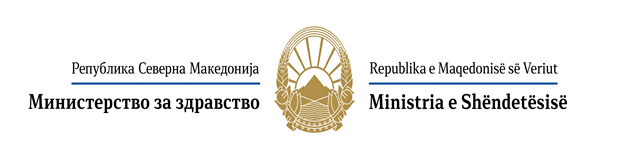 Република Северна Македонија
Министерство за здравство
Republika e Maqedonisë së Veriut
Ministria e Shëndetësisë